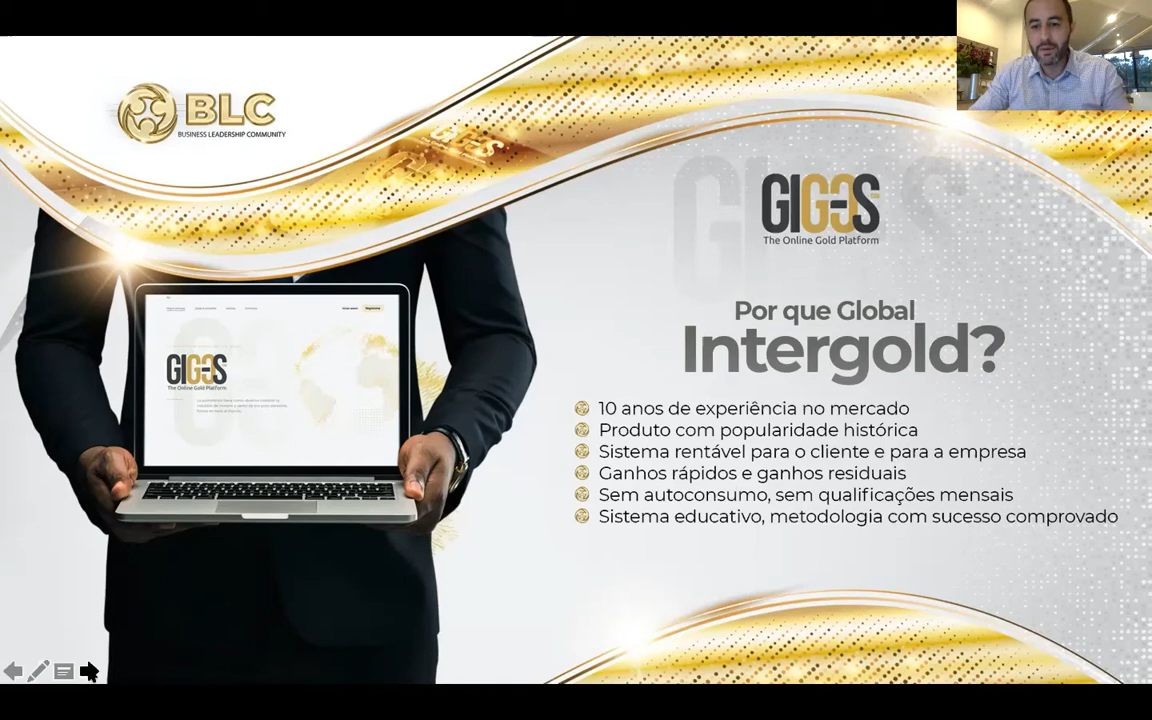 BLC
BUSINESS LEADERSHIP COMMUNITY
GIGOS
The Online Gold Platform
Por que Global
Intergold?
10 anos de experiência no mercado
Produto com popularidade histórica
Sistema rentável para o cliente e para a empresa
Ganhos rápidos e ganhos residuais
Sem autoconsumo, sem qualificações mensais
Sistema educativo, metodologia com sucesso comprovado
GIGOS
The Online Gold Platform